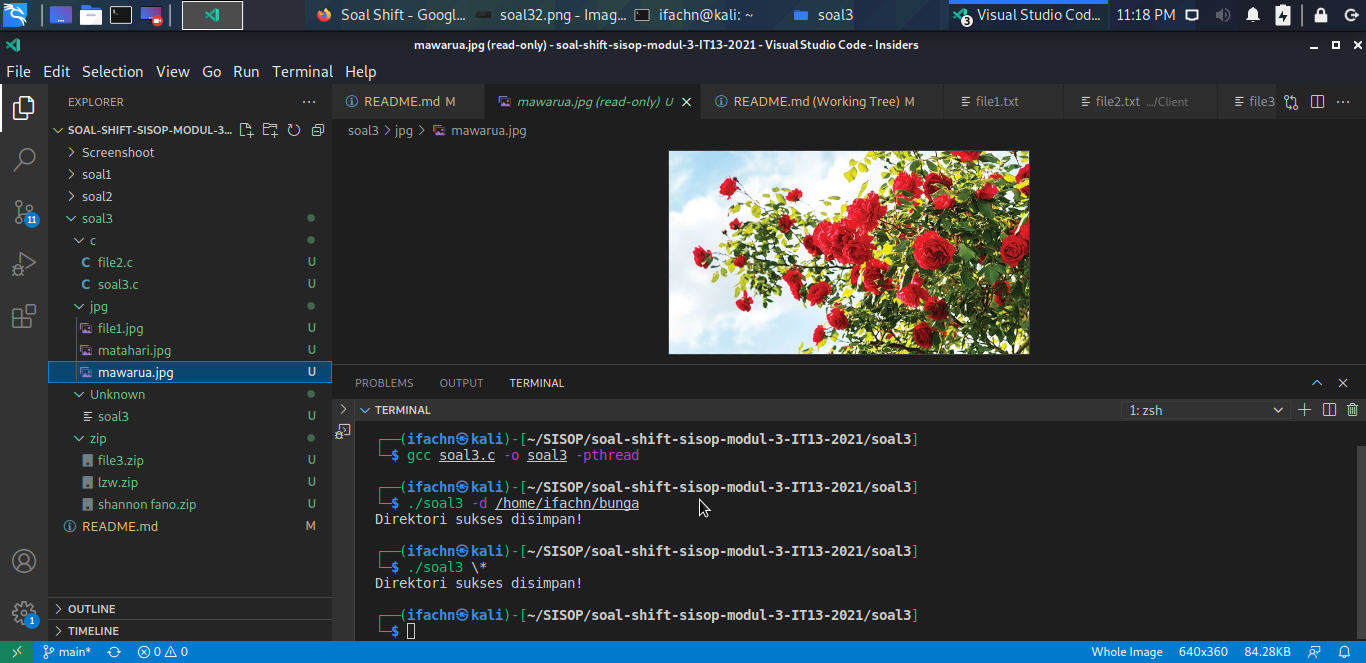 Soal Shift - Googl...
soal32.png - Imag...
ifachn@kali: ~
soal3
3
Visual Studio Cod...
11:18 PM
mawarua.jpg (read-only) - soal-shift-sisop-modul-3-IT13-2021 - Visual Studio Code - Insiders
File Edit Selection View Go Run Terminal Help
EXPLORER
SOAL-SHIFT-SISOP-MODUL-3...
Screenshoot
soal1
soal2
soal3
c
C file2.c U
C soal3.c U
jpg
file1.jpg U
matahari.jpg U
mawarua.jpg U
Unknown
soal3 U
zip
file3.zip U
lzw.zip U
shannon fano.zip U
README.md M
OUTLINE
TIMELINE
11
1
README.md M
mawarua.jpg (read-only) U
README.md (Working Tree) M
file1.txt
file2.txt .../Client
file3
soal3 > jpg > mawarua.jpg
PROBLEMS OUTPUT TERMINAL
TERMINAL
1: zsh
┌──(ifachn㉿kali)-[~/SISOP/soal-shift-sisop-modul-3-IT13-2021/soal3]
└─$ gcc soal3.c -o soal3 -pthread
┌──(ifachn㉿kali)-[~/SISOP/soal-shift-sisop-modul-3-IT13-2021/soal3]
└─$ ./soal3 -d /home/ifachn/bunga
Direktori sukses disimpan!
┌──(ifachn㉿kali)-[~/SISOP/soal-shift-sisop-modul-3-IT13-2021/soal3]
└─$ ./soal3 \*
Direktori sukses disimpan!
┌──(ifachn㉿kali)-[~/SISOP/soal-shift-sisop-modul-3-IT13-2021/soal3]
└─$
main* 0 0
Whole Image 640x360 84.28KB